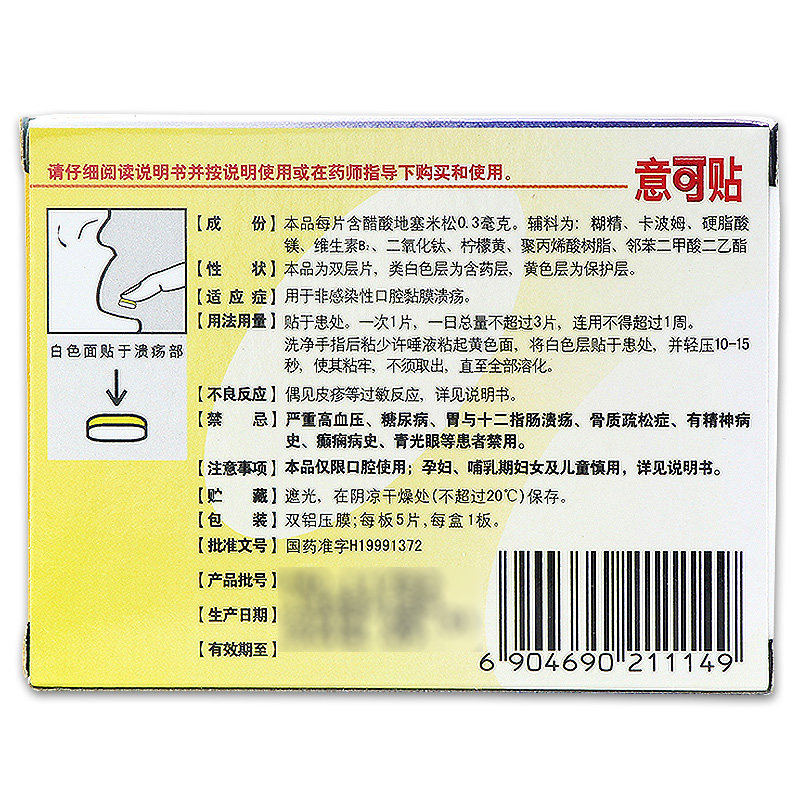 请仔细阅读说明书并按说明使用或在药师指导下购买和使用。
意可贴
白色面贴于溃疡部
【成 份】本品每片含醋酸地塞米松0.3毫克。辅料为：糊精、卡波姆、硬脂酸
镁、维生素B₁、二氧化钛、柠檬黄、聚丙烯酸树脂、邻苯二甲酸二乙酯
【性 状】本品为双层片，类白色层为含药层，黄色层为保护层。
【适 应 症】用于非感染性口腔黏膜溃疡。
【用法用量】贴于患处。一次1片，一日总量不超过3片，连用不得超过1周。
洗净手指后粘少许唾液粘起黄色面，将白色层贴于患处，并轻压10-15
秒，使其粘牢，不须取出，直至全部溶化。
【不良反应】偶见皮疹等过敏反应，详见说明书。
【禁 忌】严重高血压、糖尿病、胃与十二指肠溃疡、骨质疏松症、有精神病
史、癫痫病史、青光眼等患者禁用。
【注意事项】本品仅限口腔使用；孕妇、哺乳期妇女及儿童慎用，详见说明书。
【贮 藏】遮光，在阴凉干燥处(不超过20℃)保存。
【包 装】双铝压膜；每板5片，每盒1板。
【批准文号】国药准字H19991372
【产品批号】
【生产日期】
【有效期至】
6 904690 211149